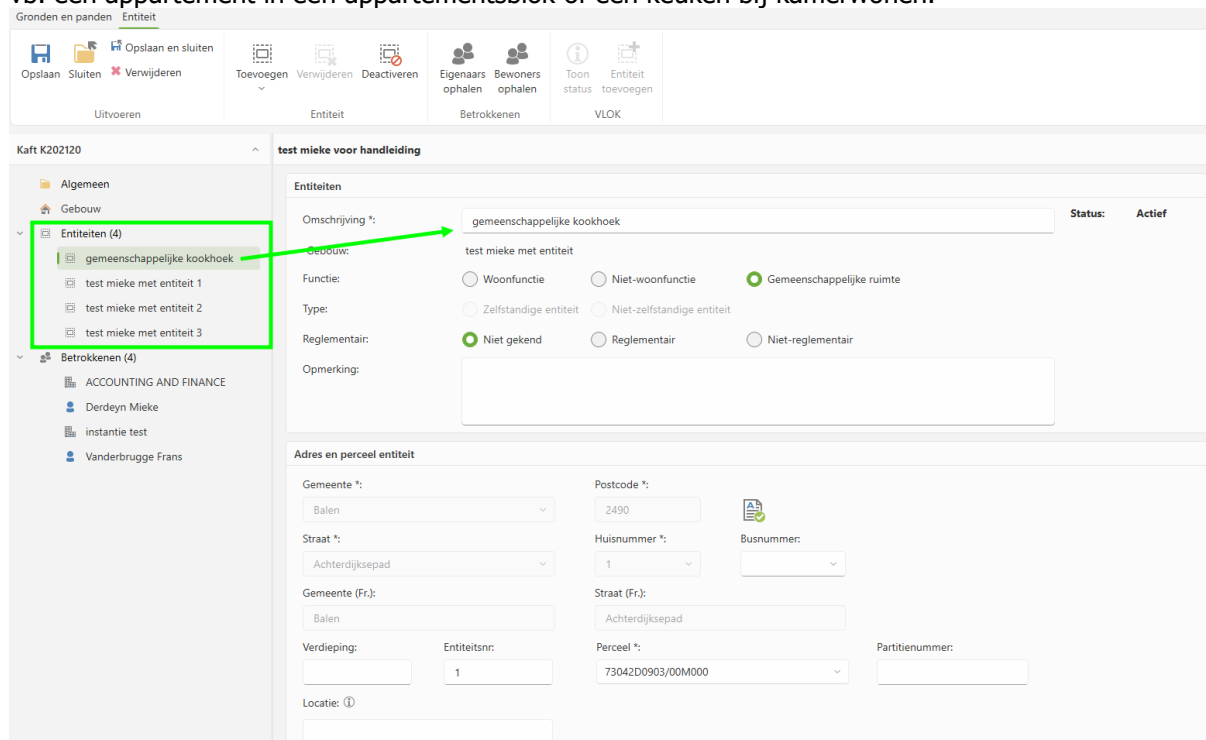 vb. een appartement in een appartementsblok of een keuken bij kamerwonen.
Gronden en panden Entiteit
Opslaan Sluiten Opslaan en sluiten Verwijderen Toevoegen Verwijderen Deactiveren Eigenaars ophalen Bewoners ophalen Toon status Entiteit toevoegen
Uitvoeren Entiteit Betrokkenen VLOK
Kaft K202120
test mieke voor handleiding
Algemeen
Gebouw
Entiteiten (4)
gemeenschappelijke kookhoek
test mieke met entiteit 1
test mieke met entiteit 2
test mieke met entiteit 3
Betrokkenen (4)
ACCOUNTING AND FINANCE
Derdeyn Mieke
instantie test
Vanderbrugge Frans
Entiteiten
Omschrijving *: gemeenschappelijke kookhoek Status: Actief
Gebouw: test mieke met entiteit
Functie: Woonfunctie Niet-woonfunctie Gemeenschappelijke ruimte
Type: Zelfstandige entiteit Niet-zelfstandige entiteit
Reglementair: Niet gekend Reglementair Niet-reglementair
Opmerking:
Adres en perceel entiteit
Gemeente *: Postcode *:
Balen 2490
Straat *: Huisnummer *: Busnummer:
Achterdijksepad 1
Gemeente (Fr.): Straat (Fr.):
Balen Achterdijksepad
Verdieping: Entiteitsnr: Perceel *: Partitienummer:
1 73042D0903/00M000
Locatie: